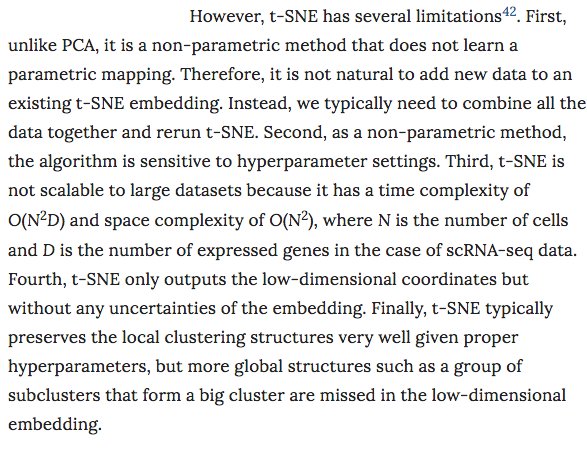 However, t-SNE has several limitations42. First,
unlike PCA, it is a non-parametric method that does not learn a
parametric mapping. Therefore, it is not natural to add new data to an
existing t-SNE embedding. Instead, we typically need to combine all the
data together and rerun t-SNE. Second, as a non-parametric method,
the algorithm is sensitive to hyperparameter settings. Third, t-SNE is
not scalable to large datasets because it has a time complexity of
O(N²D) and space complexity of O(N²), where N is the number of cells
and D is the number of expressed genes in the case of scRNA-seq data.
Fourth, t-SNE only outputs the low-dimensional coordinates but
without any uncertainties of the embedding. Finally, t-SNE typically
preserves the local clustering structures very well given proper
hyperparameters, but more global structures such as a group of
subclusters that form a big cluster are missed in the low-dimensional
embedding.